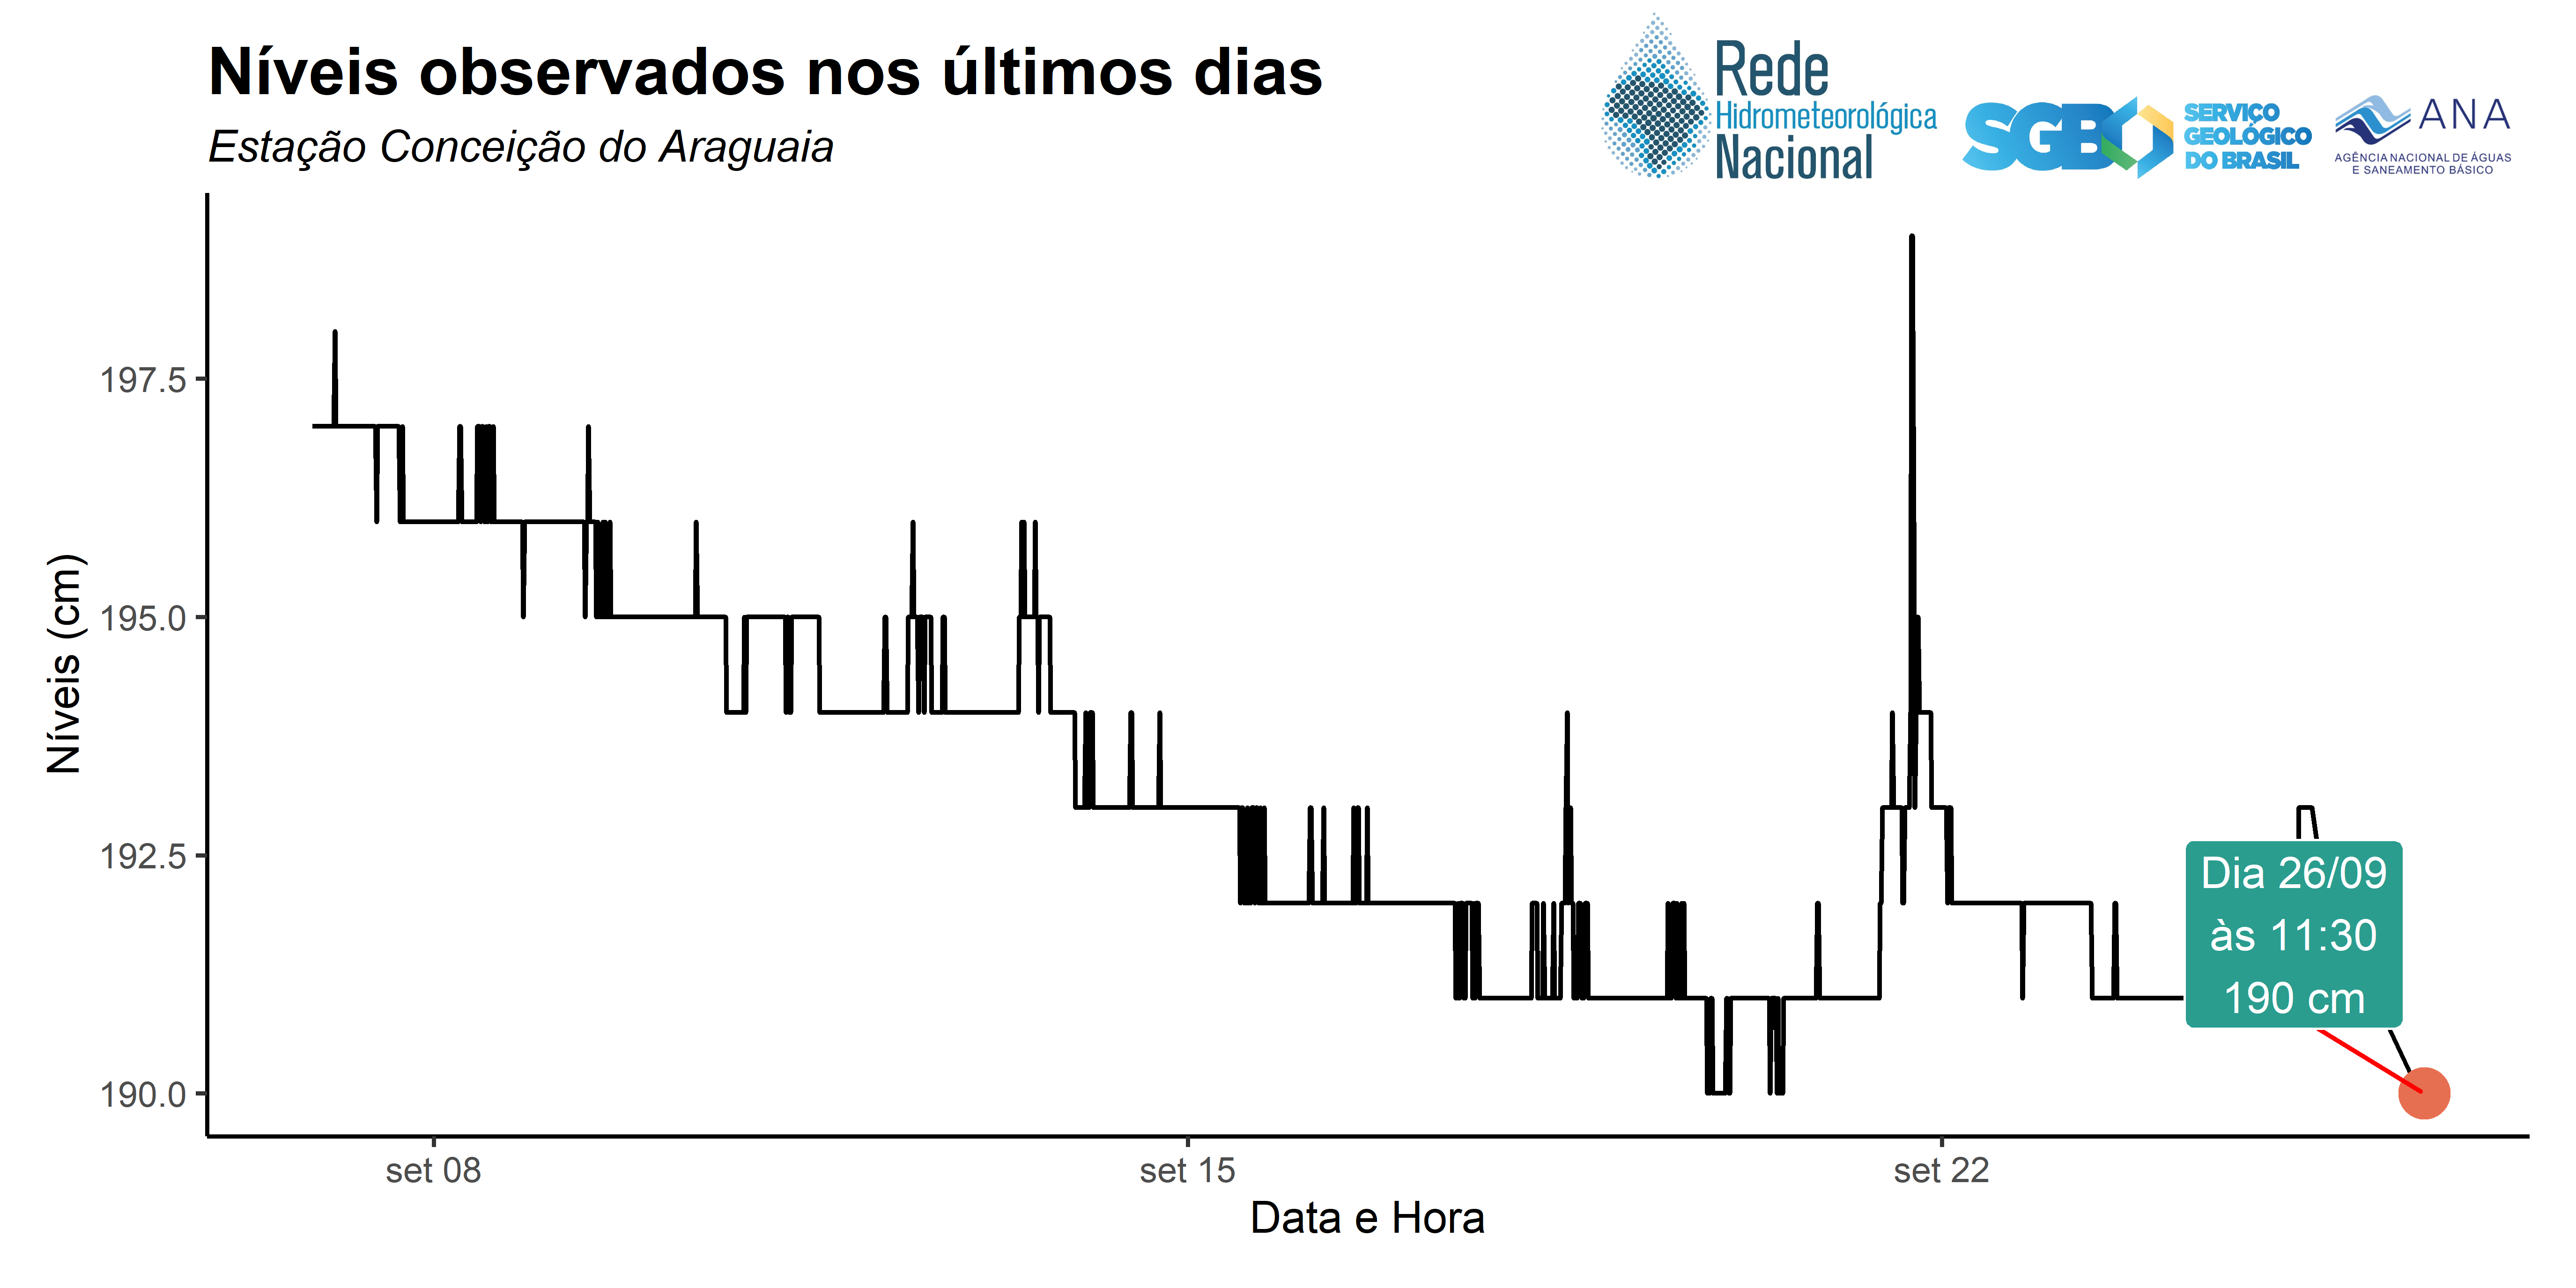 Níveis observados nos últimos dias
Estação Conceição do Araguaia
Rede
Hidrometeorológica
Nacional
SGB
SERVIÇO
GEOLÓGICO
DO BRASIL
ANA
AGÊNCIA NACIONAL DE ÁGUAS
E SANEAMENTO BÁSICO
Níveis (cm)
197.5
195.0
192.5
190.0
Dia 26/09
às 11:30
190 cm
set 08
set 15
set 22
Data e Hora